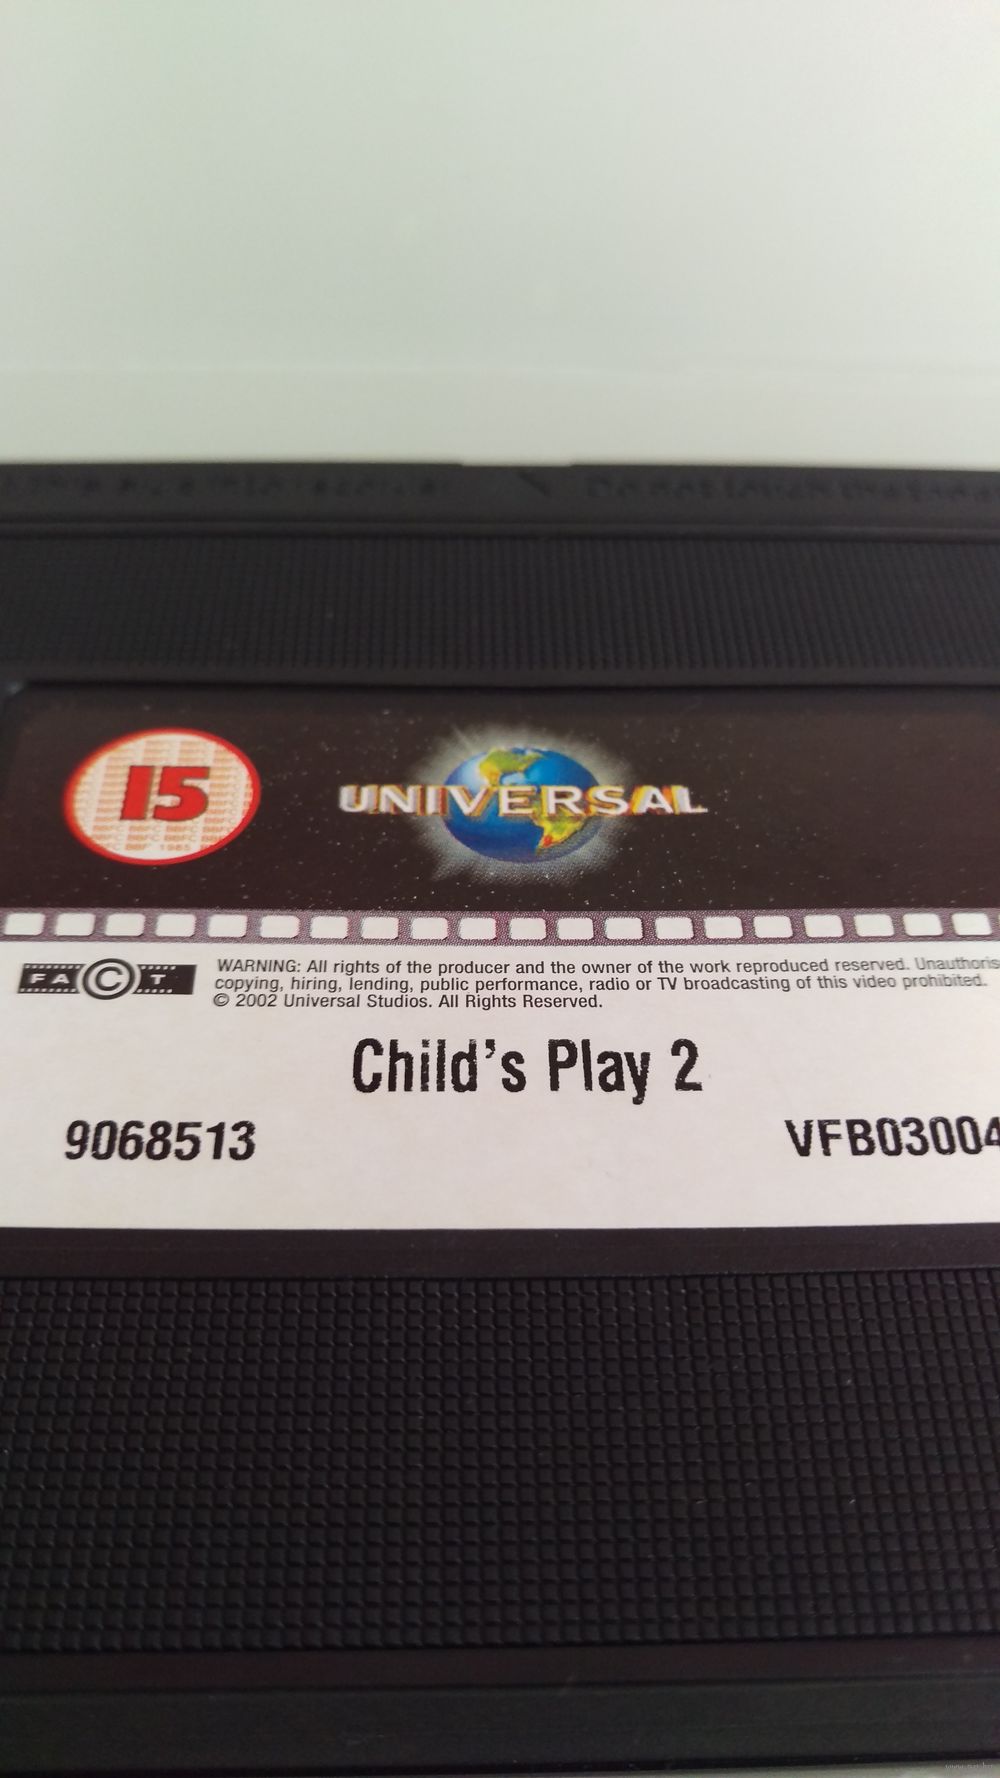 15
UNIVERSAL
FACT
WARNING: All rights of the producer and the owner of the work reproduced reserved. Unauthoris
copying, hiring, lending, public performance, radio or TV broadcasting of this video prohibited.
© 2002 Universal Studios. All Rights Reserved.
Child's Play 2
9068513
VFB03004